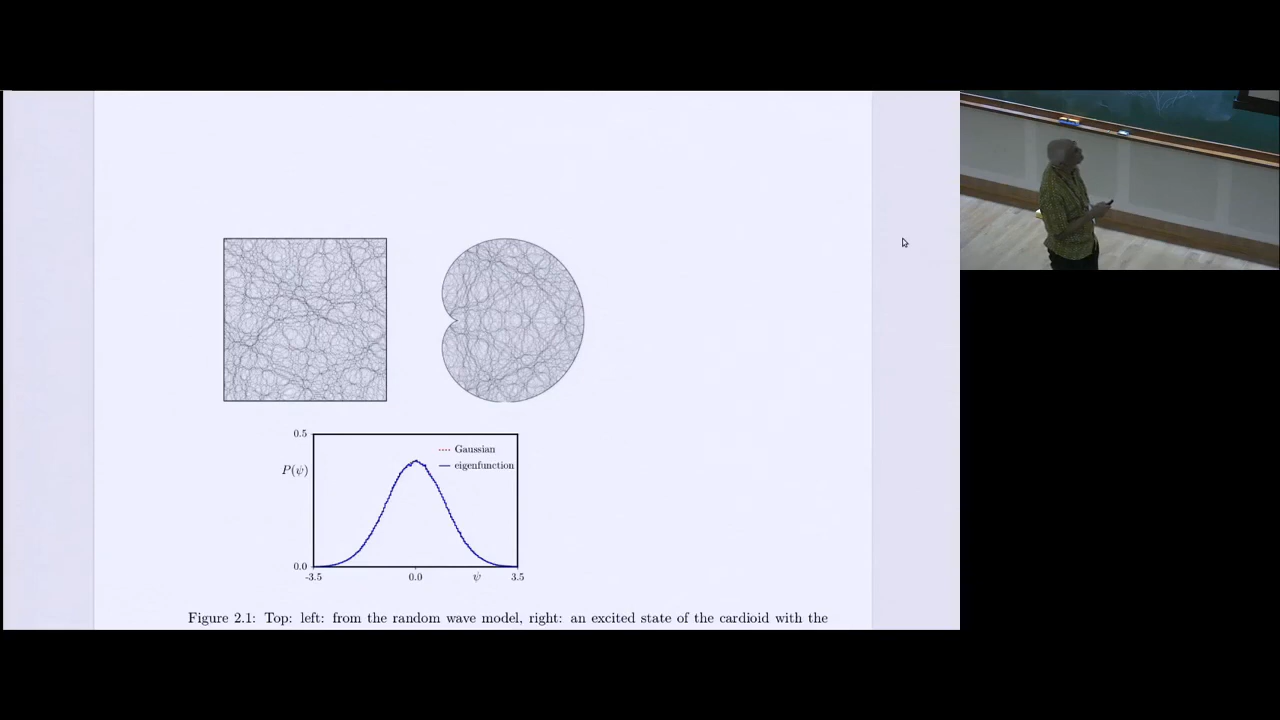 0.5
Gaussian
P(ψ)
eigenfunction
0.0
-3.5
0.0
ψ
3.5
Figure 2.1: Top: left: from the random wave model, right: an excited state of the cardioid with the